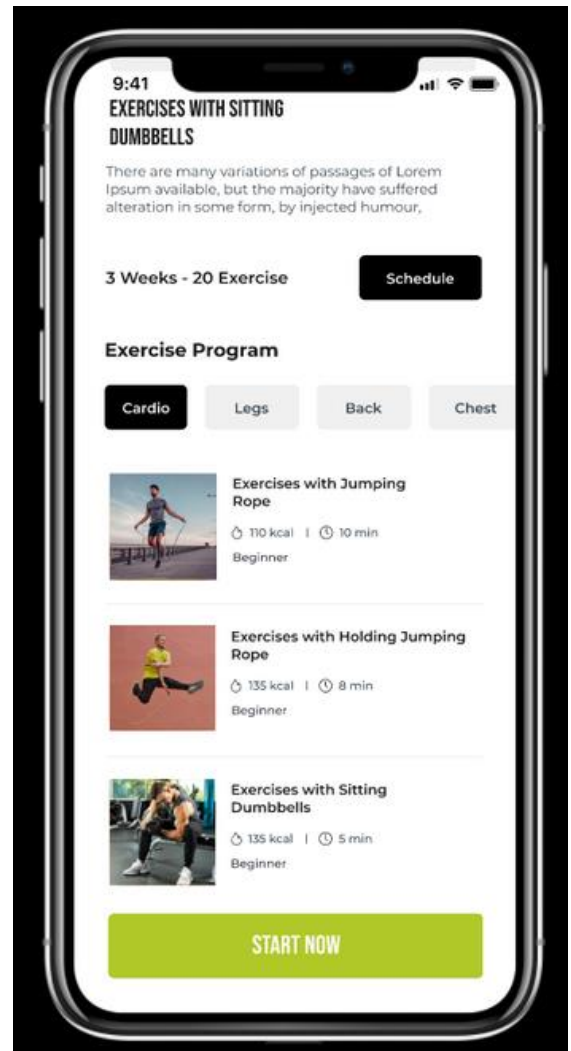 9:41
EXERCISES WITH SITTING
DUMBBELLS
There are many variations of passages of Lorem
Ipsum available, but the majority have suffered
alteration in some form, by injected humour,
3 Weeks - 20 Exercise
Schedule
Exercise Program
Cardio
Legs
Back
Chest
Exercises with Jumping
Rope
110 kcal | 10 min
Beginner
Exercises with Holding Jumping
Rope
135 kcal | 8 min
Beginner
Exercises with Sitting
Dumbbells
135 kcal | 5 min
Beginner
START NOW